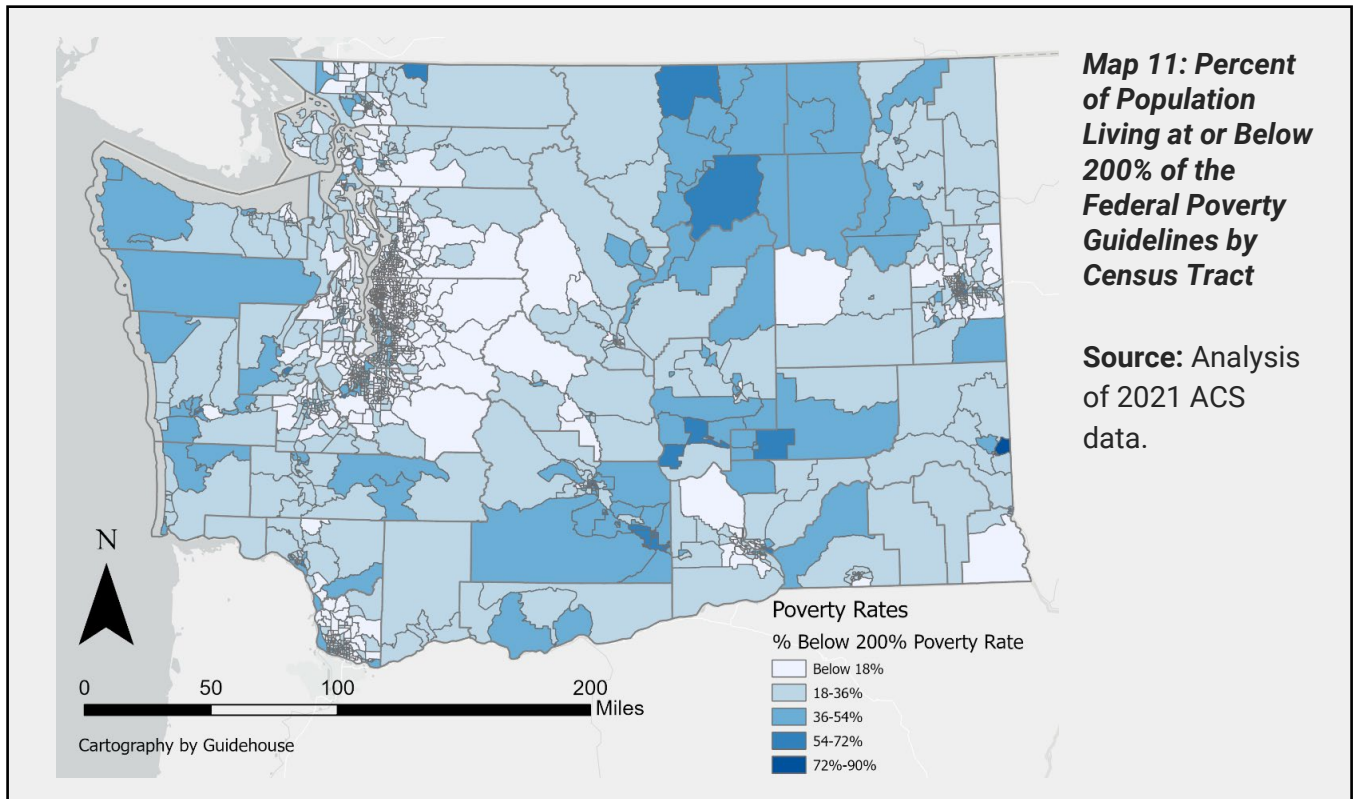 Map 11: Percent
of Population
Living at or Below
200% of the
Federal Poverty
Guidelines by
Census Tract
Source: Analysis
of 2021 ACS
data.
N
0 50 100 200
Miles
Cartography by Guidehouse
Poverty Rates
% Below 200% Poverty Rate
Below 18%
18-36%
36-54%
54-72%
72%-90%